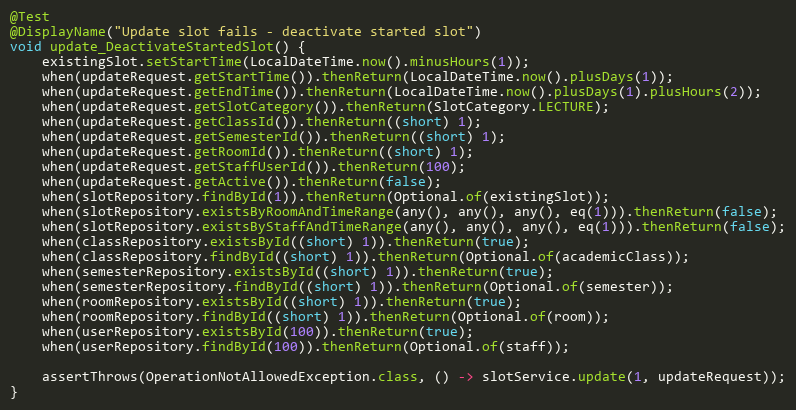 @Test
@DisplayName("Update slot fails - deactivate started slot")
void update_DeactivateStartedSlot() {
    existingSlot.setStartTime(LocalDateTime.now().minusHours(1));
    when(updateRequest.getStartTime()).thenReturn(LocalDateTime.now().plusDays(1));
    when(updateRequest.getEndTime()).thenReturn(LocalDateTime.now().plusDays(1).plusHours(2));
    when(updateRequest.getSlotCategory()).thenReturn(SlotCategory.LECTURE);
    when(updateRequest.getClassId()).thenReturn((short) 1);
    when(updateRequest.getSemesterId()).thenReturn((short) 1);
    when(updateRequest.getRoomId()).thenReturn((short) 1);
    when(updateRequest.getStaffUserId()).thenReturn(100);
    when(updateRequest.getActive()).thenReturn(false);
    when(slotRepository.findById(1)).thenReturn(Optional.of(existingSlot));
    when(slotRepository.existsByRoomAndTimeRange(any(), any(), any(), eq(1))).thenReturn(false);
    when(slotRepository.existsByStaffAndTimeRange(any(), any(), any(), eq(1))).thenReturn(false);
    when(classRepository.existsById((short) 1)).thenReturn(true);
    when(classRepository.findById((short) 1)).thenReturn(Optional.of(academicClass));
    when(semesterRepository.existsById((short) 1)).thenReturn(true);
    when(semesterRepository.findById((short) 1)).thenReturn(Optional.of(semester));
    when(roomRepository.existsById((short) 1)).thenReturn(true);
    when(roomRepository.findById((short) 1)).thenReturn(Optional.of(room));
    when(userRepository.existsById(100)).thenReturn(true);
    when(userRepository.findById(100)).thenReturn(Optional.of(staff));

    assertThrows(OperationNotAllowedException.class, () -> slotService.update(1, updateRequest));
}